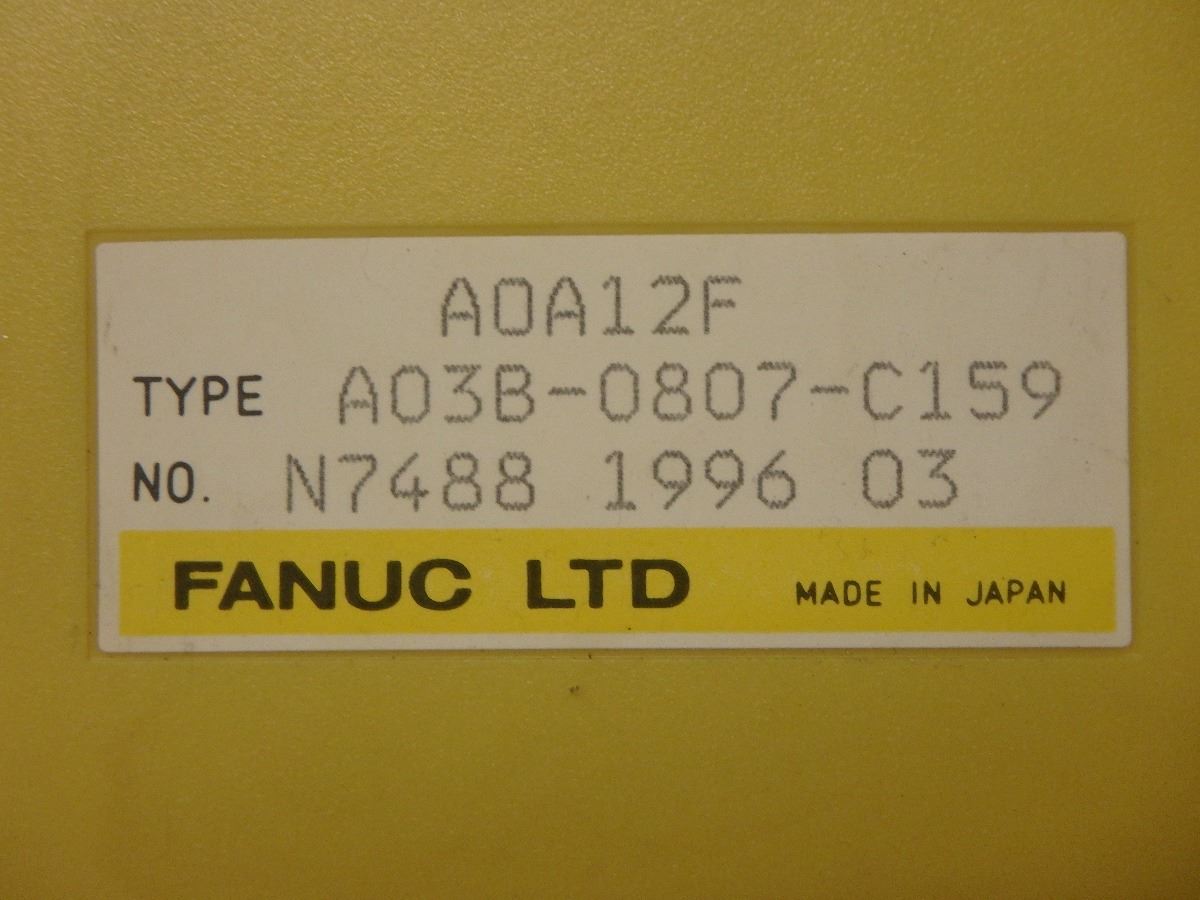 A0A12F
TYPE A03B-0807-C159
NO. N7488 1996 03
FANUC LTD MADE IN JAPAN